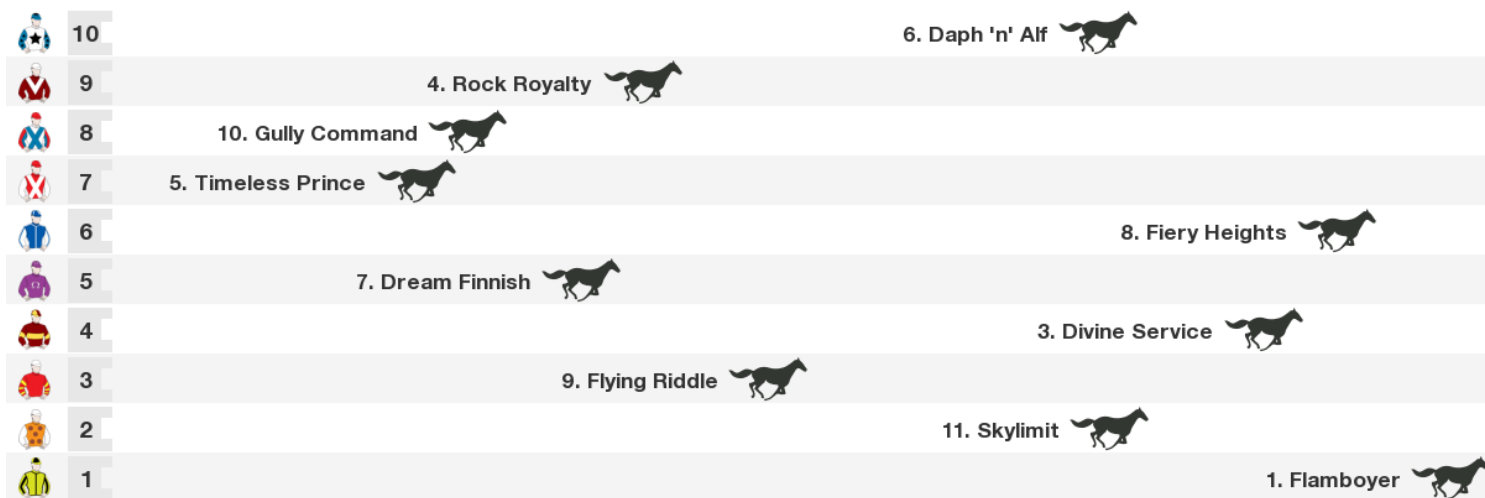 10 6. Daph 'n' Alf
9 4. Rock Royalty
8 10. Gully Command
7 5. Timeless Prince
6 8. Fiery Heights
5 7. Dream Finnish
4 3. Divine Service
3 9. Flying Riddle
2 11. Skylimit
1 1. Flamboyer